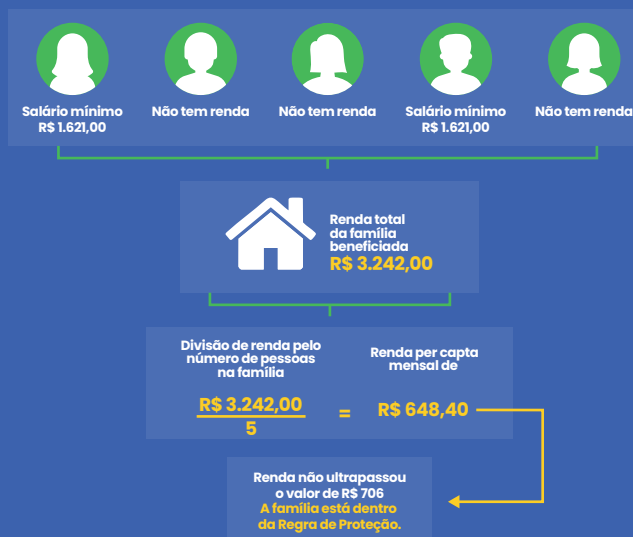 Salário mínimo
R$ 1.621,00
Não tem renda
Não tem renda
Salário mínimo
R$ 1.621,00
Não tem renda
Renda total
da família
beneficiada
R$ 3.242,00
Divisão de renda pelo
número de pessoas
na família
R$ 3.242,00
5
=
Renda per capta
mensal de
R$ 648,40
Renda não ultrapassou
o valor de R$ 706
A família está dentro
da Regra de Proteção.